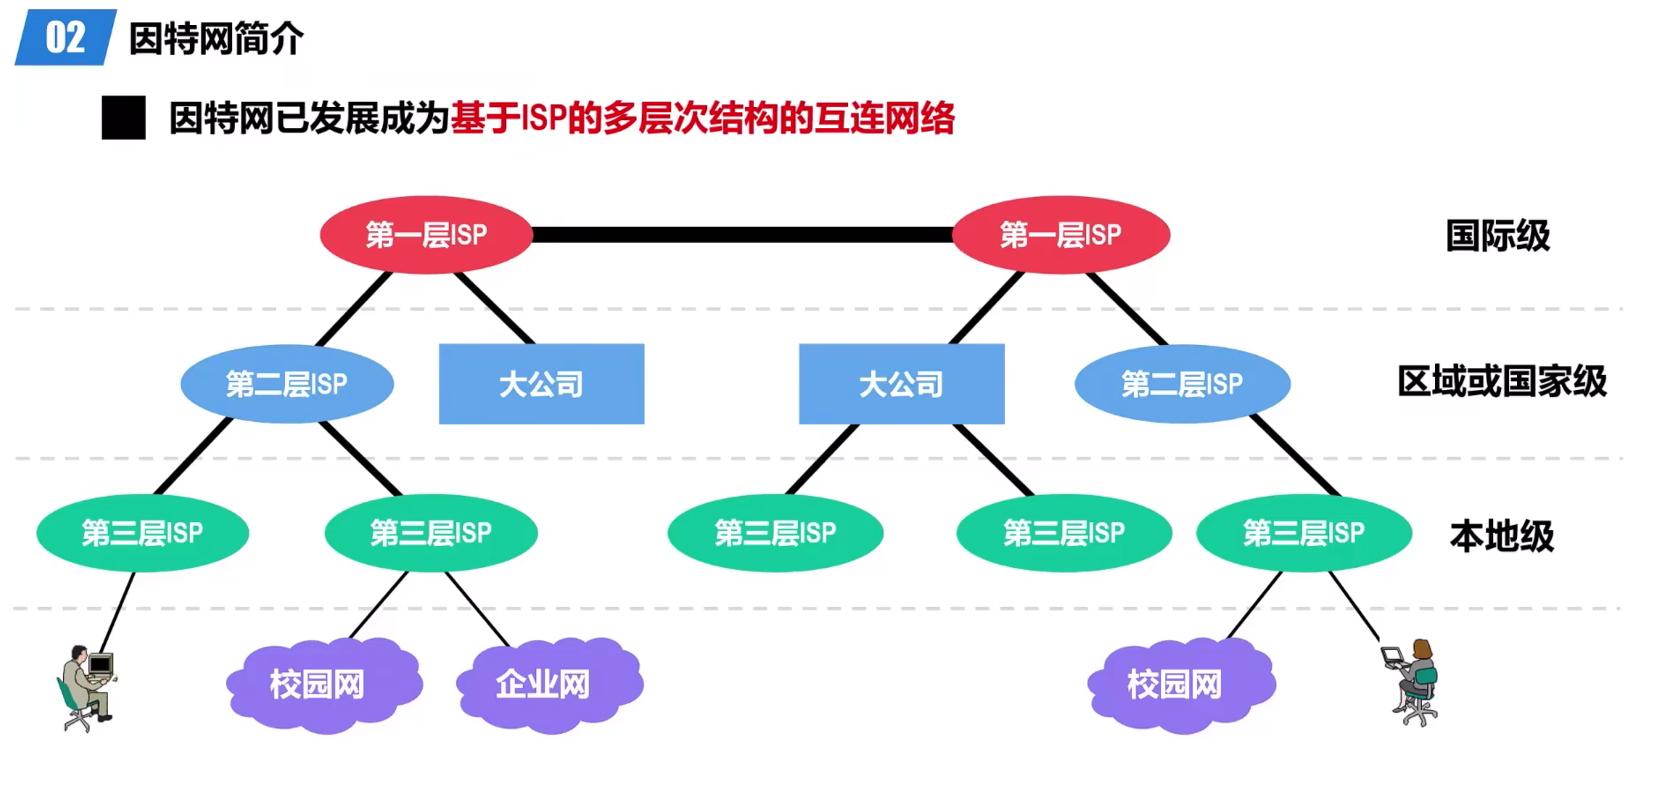 02 因特网简介
因特网已发展成为基于ISP的多层次结构的互连网络
第一层ISP 第一层ISP 国际级
第二层ISP 大公司 大公司 第二层ISP 区域或国家级
第三层ISP 第三层ISP 第三层ISP 第三层ISP 第三层ISP 本地级
校园网 企业网 校园网